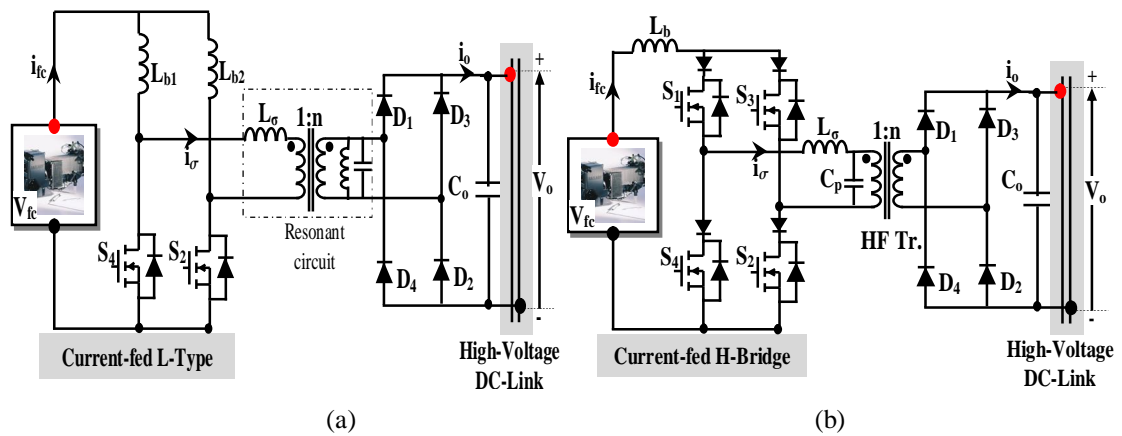 i_fc
L_b1
L_b2
L_σ
1:n
i_σ
D_1
D_3
i_o
+
C_o
V_o
V_fc
S_4
S_2
Resonant
circuit
D_4
D_2
-
Current-fed L-Type
High-Voltage
DC-Link
(a)
L_b
i_fc
S_1
S_3
L_σ
1:n
i_σ
C_p
D_1
D_3
i_o
+
C_o
V_o
V_fc
HF Tr.
S_4
S_2
D_4
D_2
-
Current-fed H-Bridge
High-Voltage
DC-Link
(b)